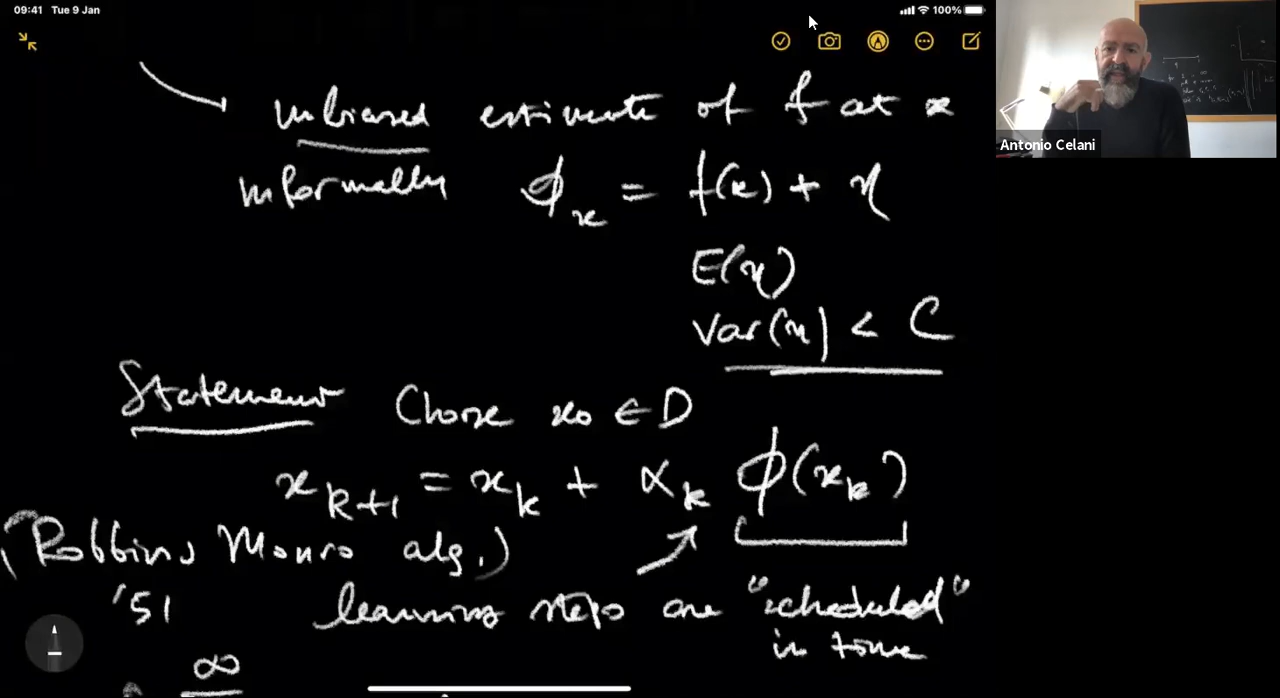 09:41 Tue 9 Jan
100%
Antonio Celani
unbiased estimate of f at x
informally ϕₓ = f(x) + η
E(η)
Var(η) < C
Statement Choose x₀ ∈ D
xₖ₊₁ = xₖ + αₖ ϕ(xₖ)
(Robbins Monro alg.)
'51 learning steps are "scheduled"
in time
∞